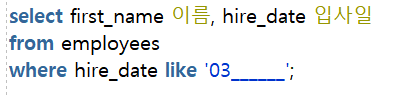 select first_name 이름, hire_date 입사일
from employees
where hire_date like '03______';